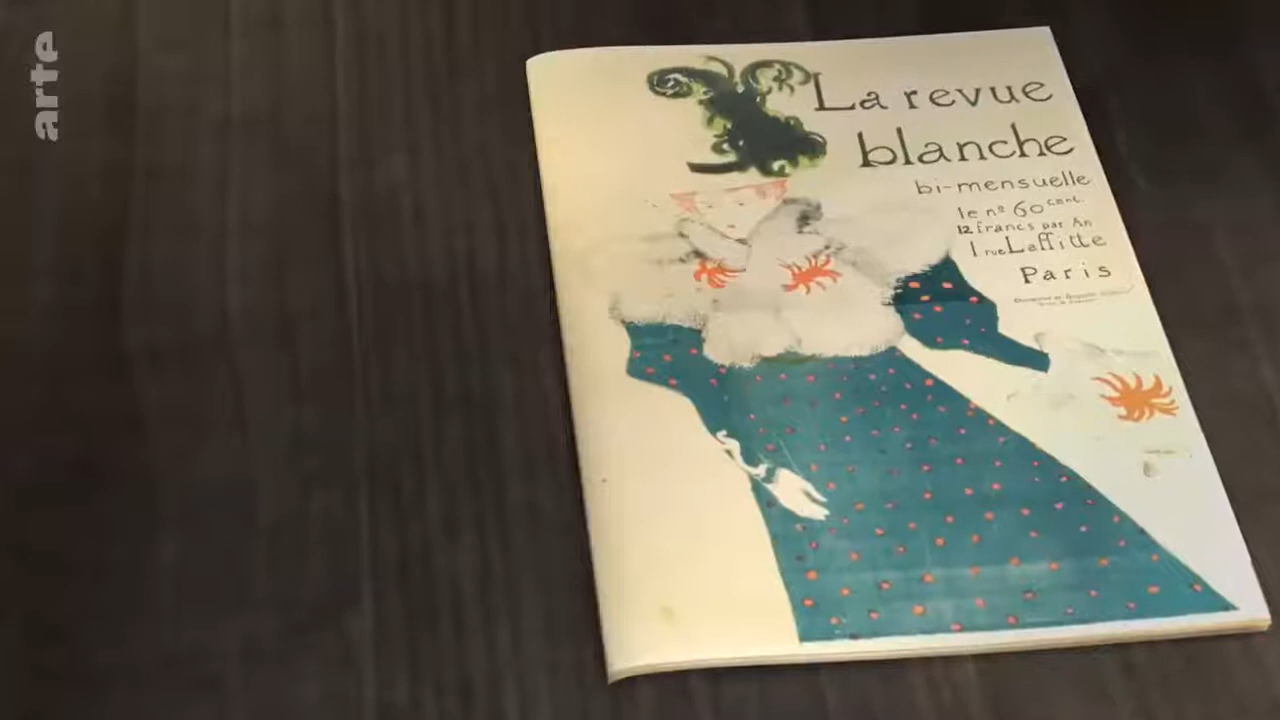 arte
La revue
blanche
bi-mensuelle
le nº 60 cent.
12 francs par An
1 rue Laffitte
Paris